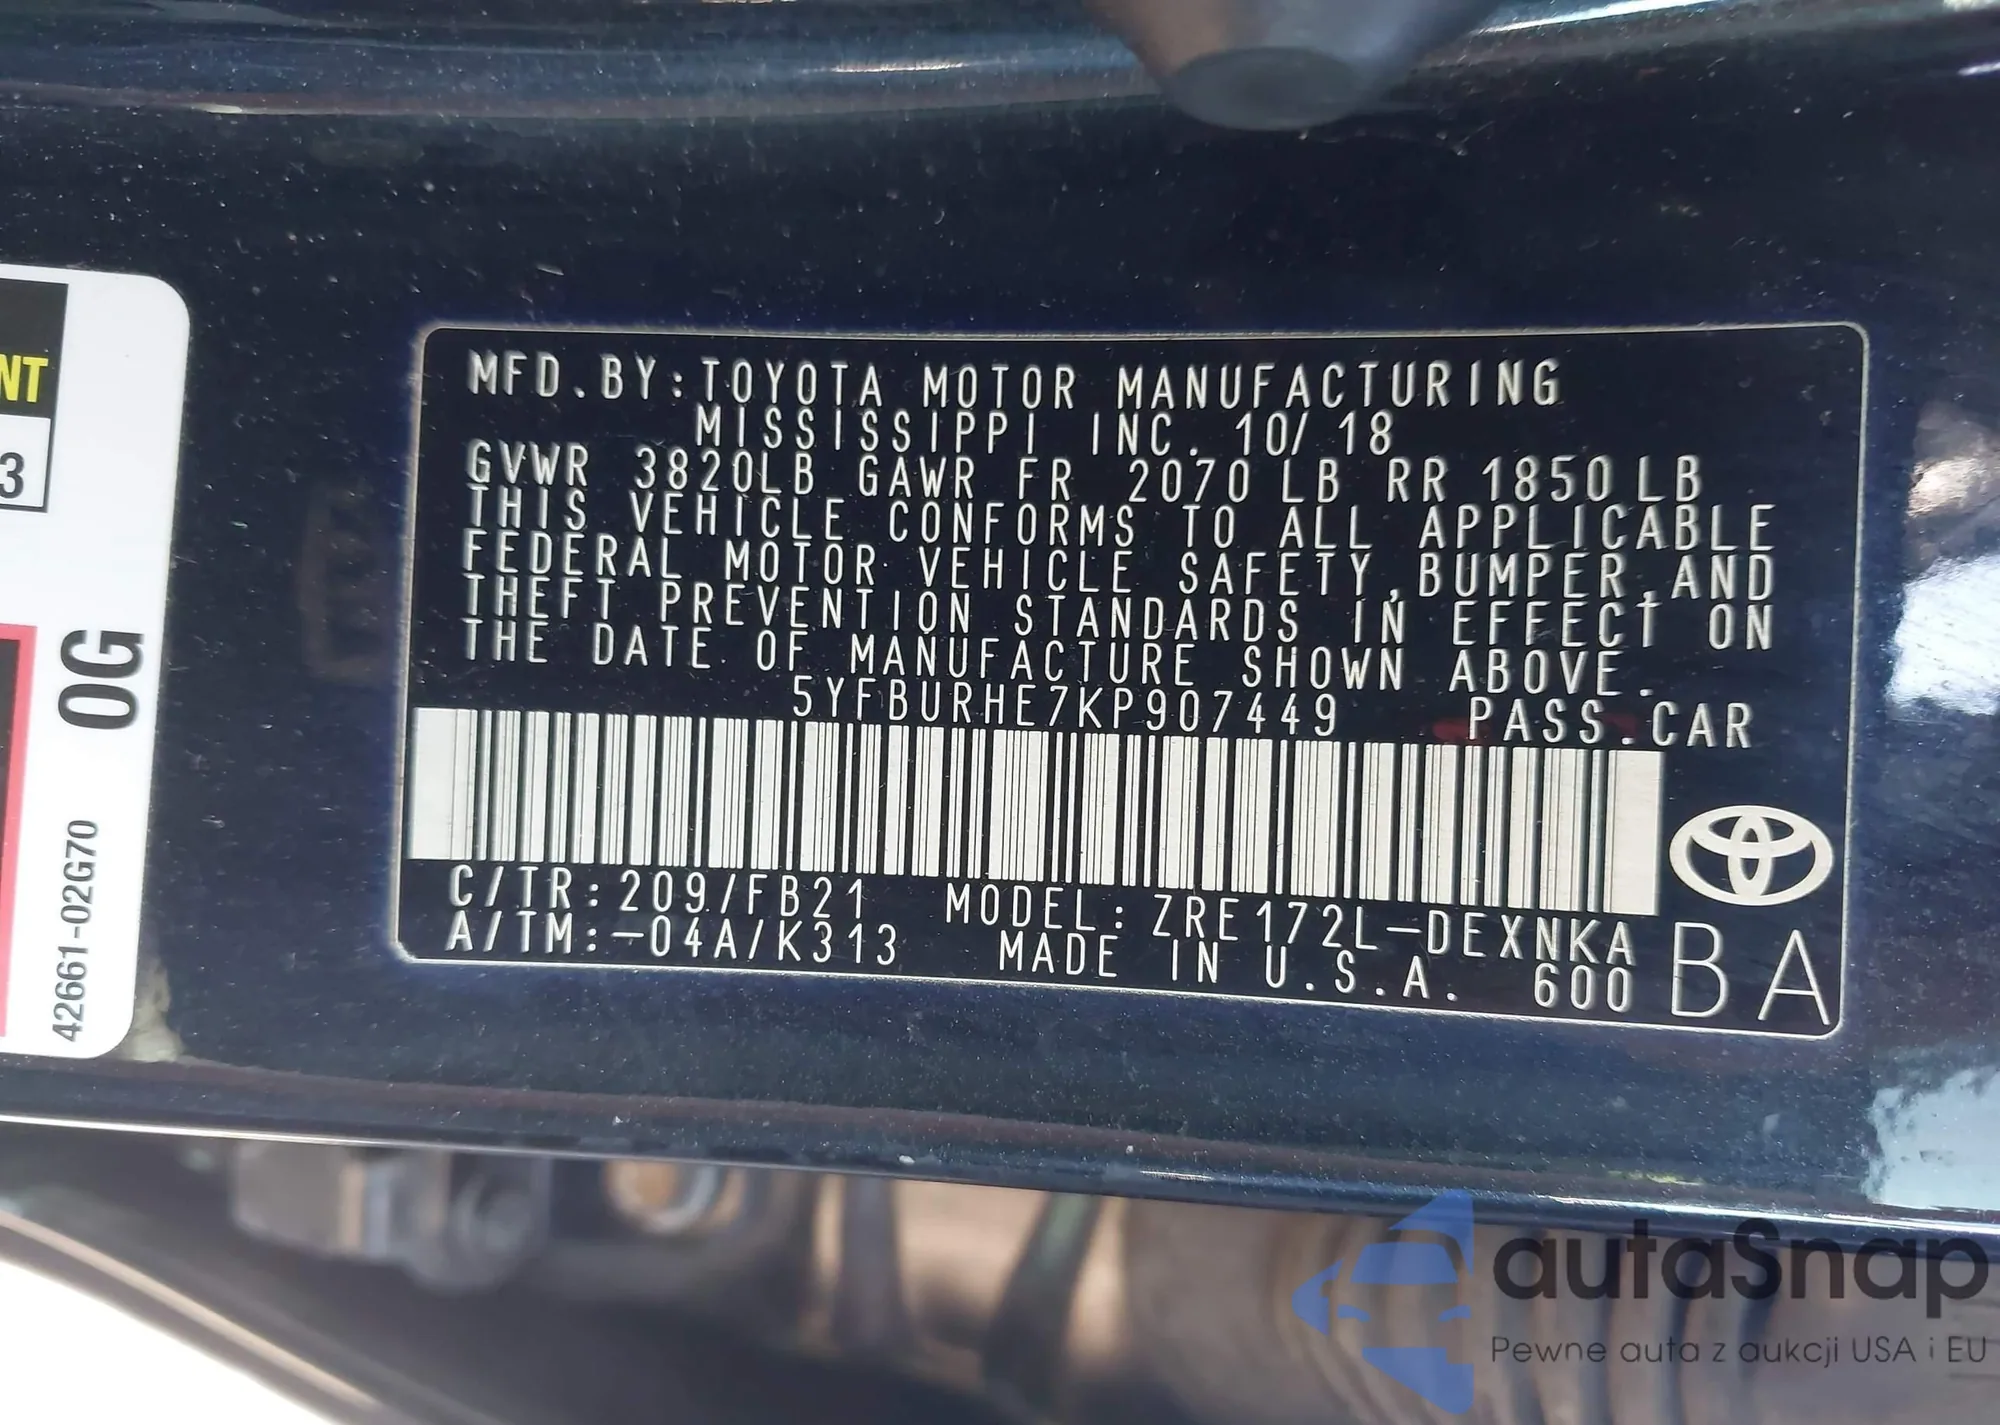 NT
3
0G
42661-02G70
MFD.BY:TOYOTA MOTOR MANUFACTURING
MISSISSIPPI INC. 10/18
GVWR 3820LB GAWR FR 2070LB RR 1850LB
THIS VEHICLE CONFORMS TO ALL APPLICABLE
FEDERAL MOTOR VEHICLE SAFETY,BUMPER,AND
THEFT PREVENTION STANDARDS IN EFFECT ON
THE DATE OF MANUFACTURE SHOWN ABOVE.
5YFBURHE7KP907449 PASS.CAR
C/TR:209/FB21 MODEL:ZRE172L-DEXNKA
A/TM:-04A/K313 MADE IN U.S.A. 600
BA
autaSnap
Pewne auta z aukcji USA i EU